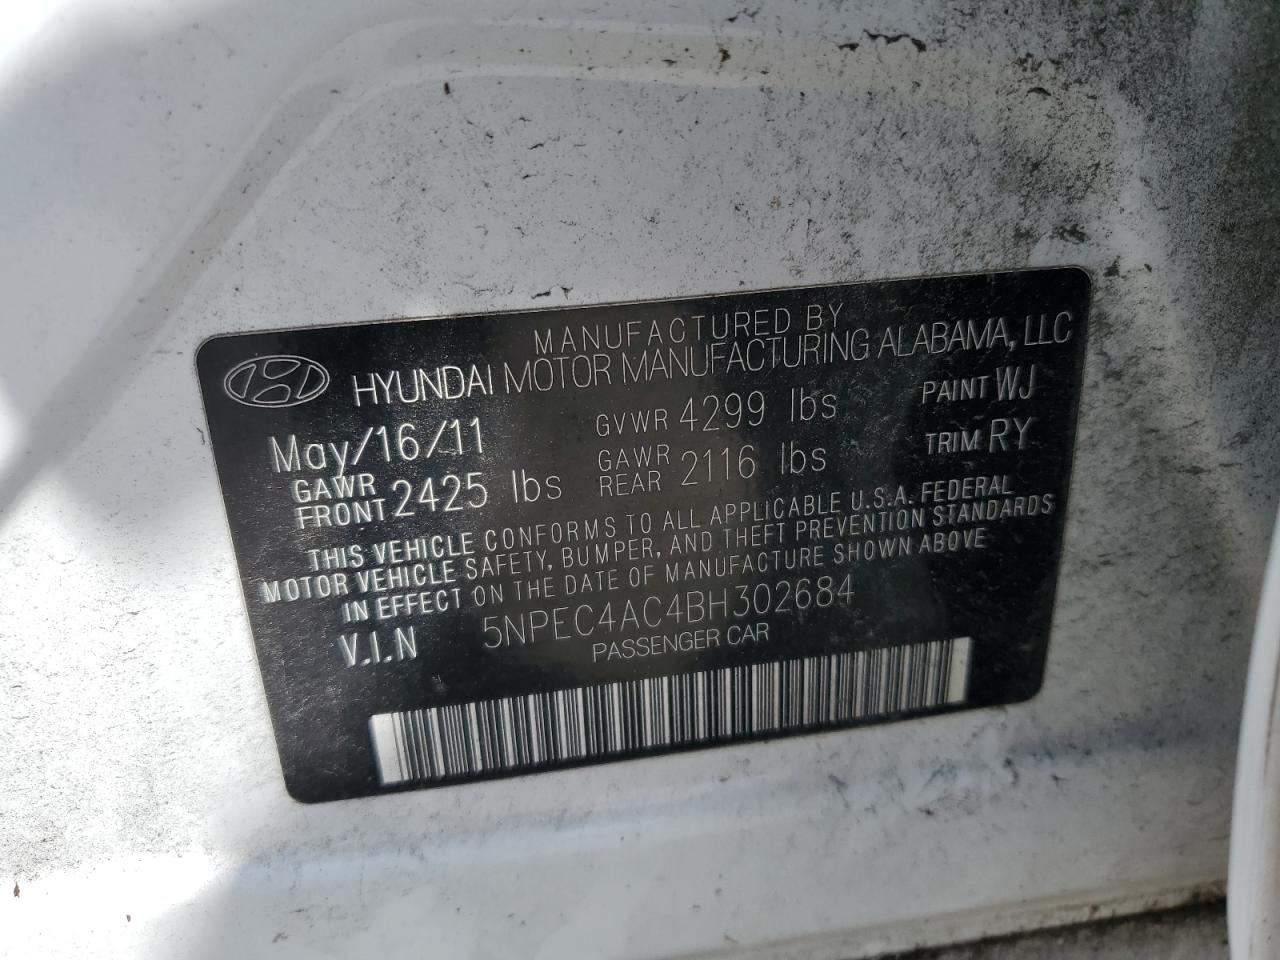 MANUFACTURED BY
HYUNDAI MOTOR MANUFACTURING ALABAMA, LLC
May/16/11 GVWR 4299 lbs PAINT WJ
GAWR FRONT 2425 lbs GAWR REAR 2116 lbs TRIM RY
THIS VEHICLE CONFORMS TO ALL APPLICABLE U.S.A. FEDERAL
MOTOR VEHICLE SAFETY, BUMPER, AND THEFT PREVENTION STANDARDS
IN EFFECT ON THE DATE OF MANUFACTURE SHOWN ABOVE
V.I.N 5NPEC4AC4BH302684
PASSENGER CAR